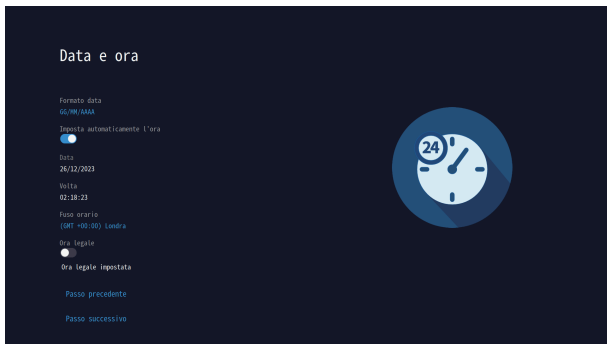 Data e ora
Formato data
GG/MM/AAAA
Imposta automaticamente l'ora
Data
26/12/2023
Volta
02:18:23
Fuso orario
(GMT +00:00) Londra
Ora legale
Ora legale impostata
Passo precedente
Passo successivo
24